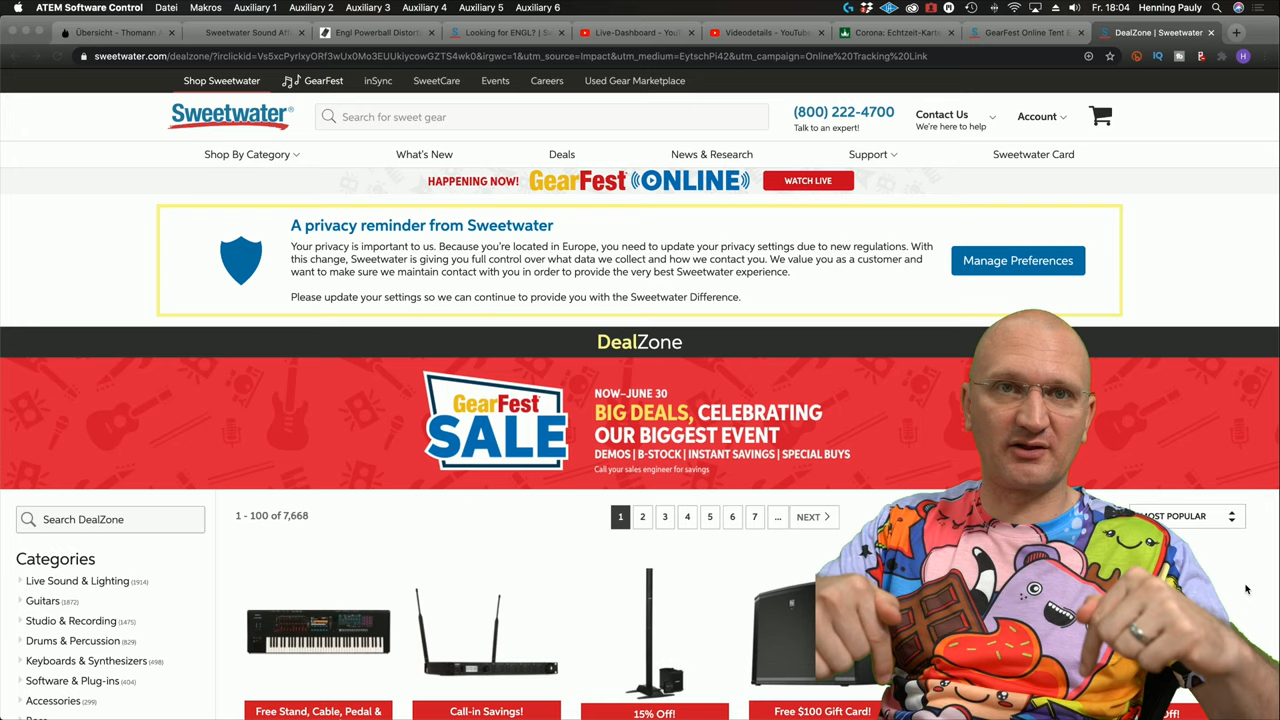 ATEM Software Control Datei Makros Auxiliary 1 Auxiliary 2 Auxiliary 3 Auxiliary 4 Auxiliary 5 Auxiliary 6 Fr. 18:04 Henning Pauly
Übersicht - Thomann A
Sweetwater Sound Aff
Engl Powerball Distorti
Looking for ENGL? | S
Live-Dashboard - You
Videodetails - YouTube
Corona: Echtzeit-Karte
GearFest Online Tent E
DealZone | Sweetwater
sweetwater.com/dealzone/?irclickid=Vs5xcPyrlxyORf3wUx0Mo3EUUkiycowGZTS4wk0&irgwc=1&utm_source=Impact&utm_medium=EytschPi42&utm_campaign=Online%20Tracking%20Link
Shop Sweetwater GearFest inSync SweetCare Events Careers Used Gear Marketplace
Sweetwater®
Search for sweet gear
(800) 222-4700
Talk to an expert!
Contact Us
We're here to help
Account
Shop By Category What's New Deals News & Research Support Sweetwater Card
HAPPENING NOW! GearFest ONLINE WATCH LIVE
A privacy reminder from Sweetwater
Your privacy is important to us. Because you're located in Europe, you need to update your privacy settings due to new regulations. With
this change, Sweetwater is giving you full control over what data we collect and how we contact you. We value you as a customer and
want to make sure we maintain contact with you in order to provide the very best Sweetwater experience.
Please update your settings so we can continue to provide you with the Sweetwater Difference.
Manage Preferences
DealZone
GearFest
SALE
NOW–JUNE 30
BIG DEALS, CELEBRATING
OUR BIGGEST EVENT
DEMOS | B-STOCK | INSTANT SAVINGS | SPECIAL BUYS
Call your sales engineer for savings
Search DealZone
1 - 100 of 7,668
1 2 3 4 5 6 7 ... NEXT
MOST POPULAR
Categories
Live Sound & Lighting (1914)
Guitars (1872)
Studio & Recording (1475)
Drums & Percussion (829)
Keyboards & Synthesizers (498)
Software & Plug-ins (404)
Accessories (299)
Free Stand, Cable, Pedal &
Call-in Savings!
15% Off!
Free $100 Gift Card!
Off!